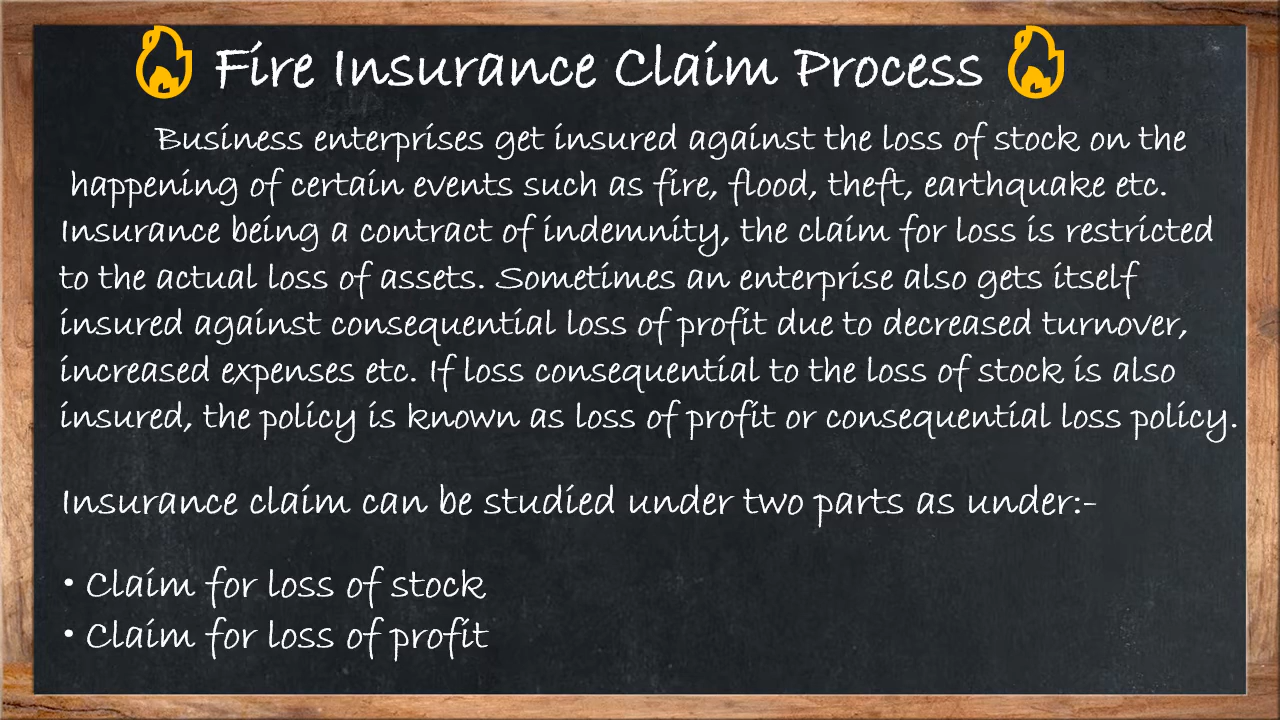 Fire Insurance Claim Process
Business enterprises get insured against the loss of stock on the
happening of certain events such as fire, flood, theft, earthquake etc.
Insurance being a contract of indemnity, the claim for loss is restricted
to the actual loss of assets. Sometimes an enterprise also gets itself
insured against consequential loss of profit due to decreased turnover,
increased expenses etc. If loss consequential to the loss of stock is also
insured, the policy is known as loss of profit or consequential loss policy.
Insurance claim can be studied under two parts as under:-
• Claim for loss of stock
• Claim for loss of profit